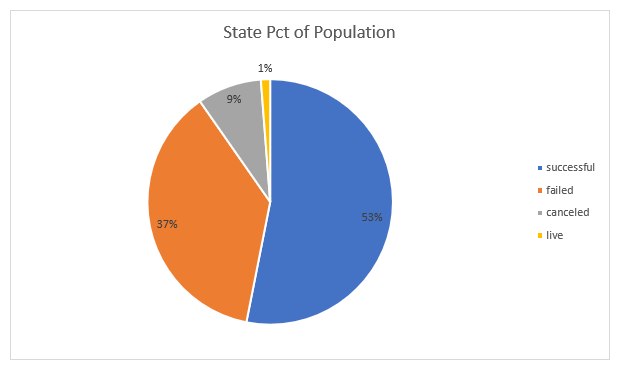 State Pct of Population
1%
9%
37%
53%
successful
failed
canceled
live